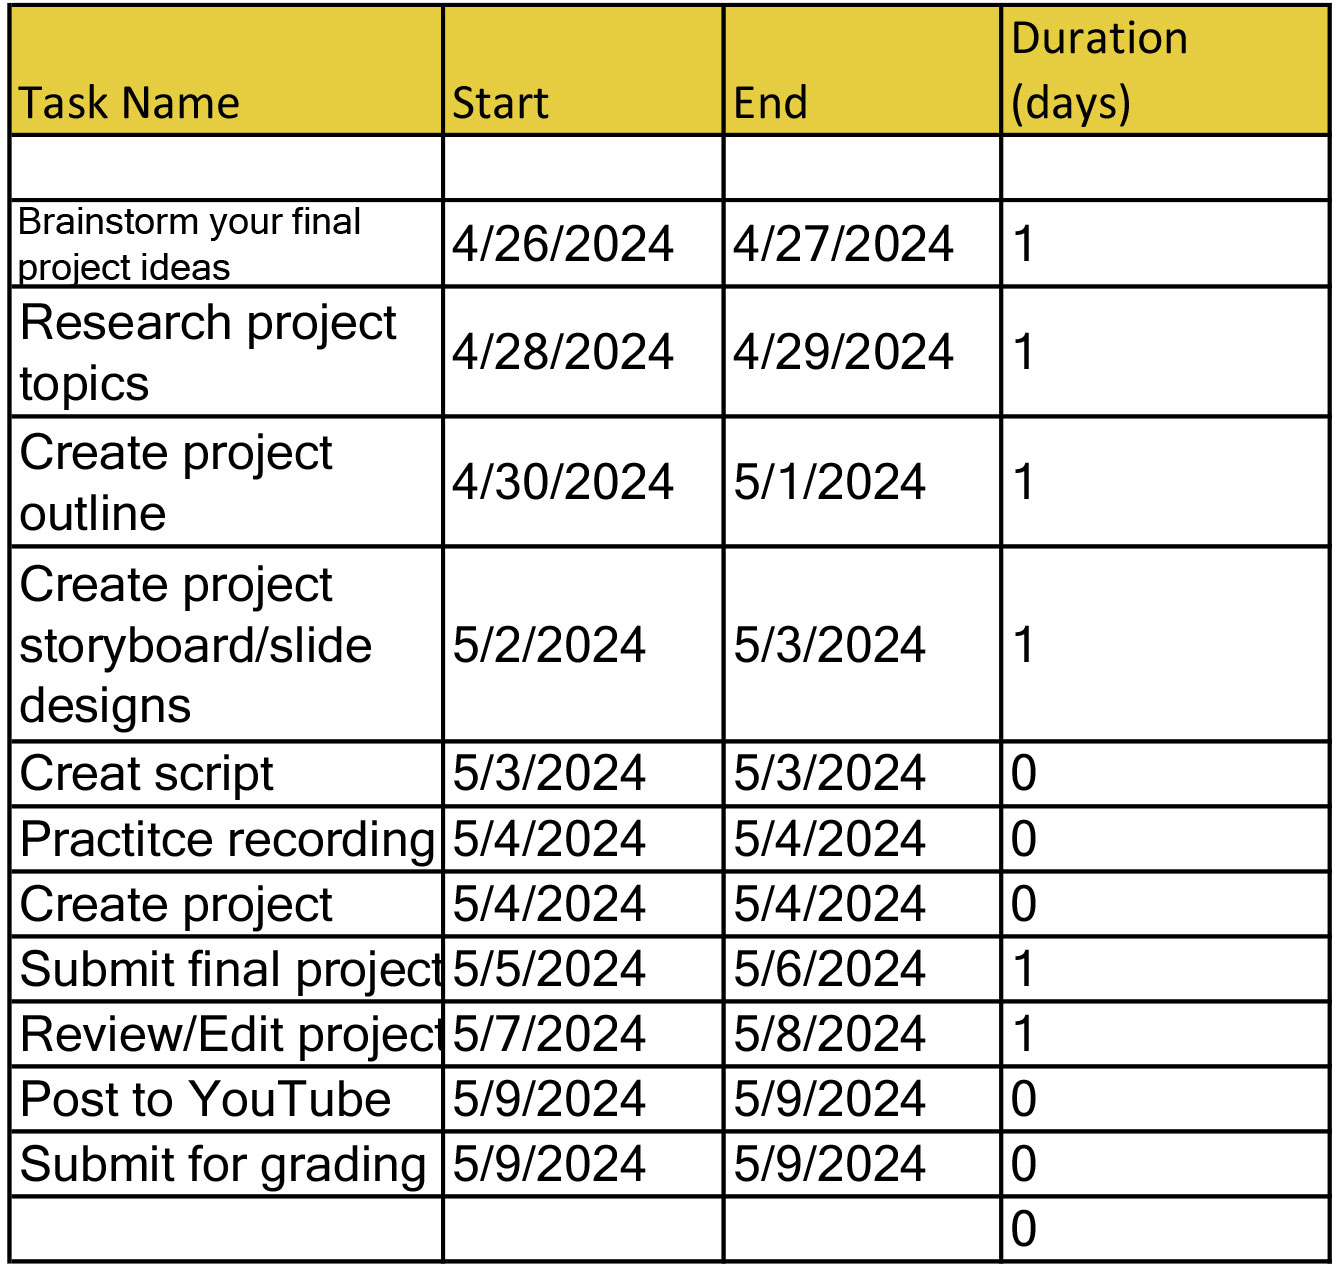 Task Name Start End Duration (days)
Brainstorm your final project ideas 4/26/2024 4/27/2024 1
Research project topics 4/28/2024 4/29/2024 1
Create project outline 4/30/2024 5/1/2024 1
Create project storyboard/slide designs 5/2/2024 5/3/2024 1
Creat script 5/3/2024 5/3/2024 0
Practitce recording 5/4/2024 5/4/2024 0
Create project 5/4/2024 5/4/2024 0
Submit final project 5/5/2024 5/6/2024 1
Review/Edit project 5/7/2024 5/8/2024 1
Post to YouTube 5/9/2024 5/9/2024 0
Submit for grading 5/9/2024 5/9/2024 0
0